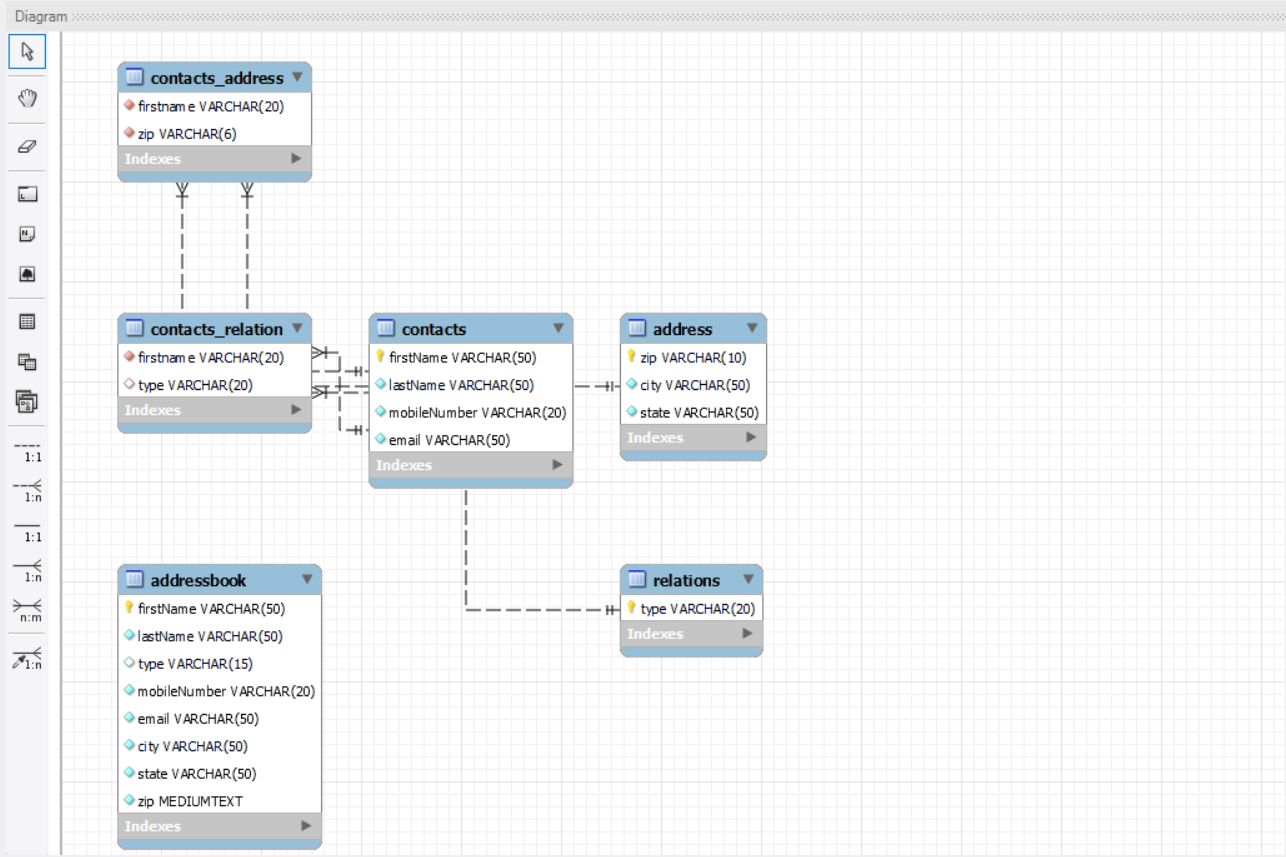 Diagram
contacts_address
firstname VARCHAR(20)
zip VARCHAR(6)
Indexes
contacts_relation
firstname VARCHAR(20)
type VARCHAR(20)
Indexes
contacts
firstName VARCHAR(50)
lastName VARCHAR(50)
mobileNumber VARCHAR(20)
email VARCHAR(50)
Indexes
address
zip VARCHAR(10)
city VARCHAR(50)
state VARCHAR(50)
Indexes
addressbook
firstName VARCHAR(50)
lastName VARCHAR(50)
type VARCHAR(15)
mobileNumber VARCHAR(20)
email VARCHAR(50)
city VARCHAR(50)
state VARCHAR(50)
zip MEDIUMTEXT
Indexes
relations
type VARCHAR(20)
Indexes
1:1
1:n
1:1
1:n
n:m
1:n